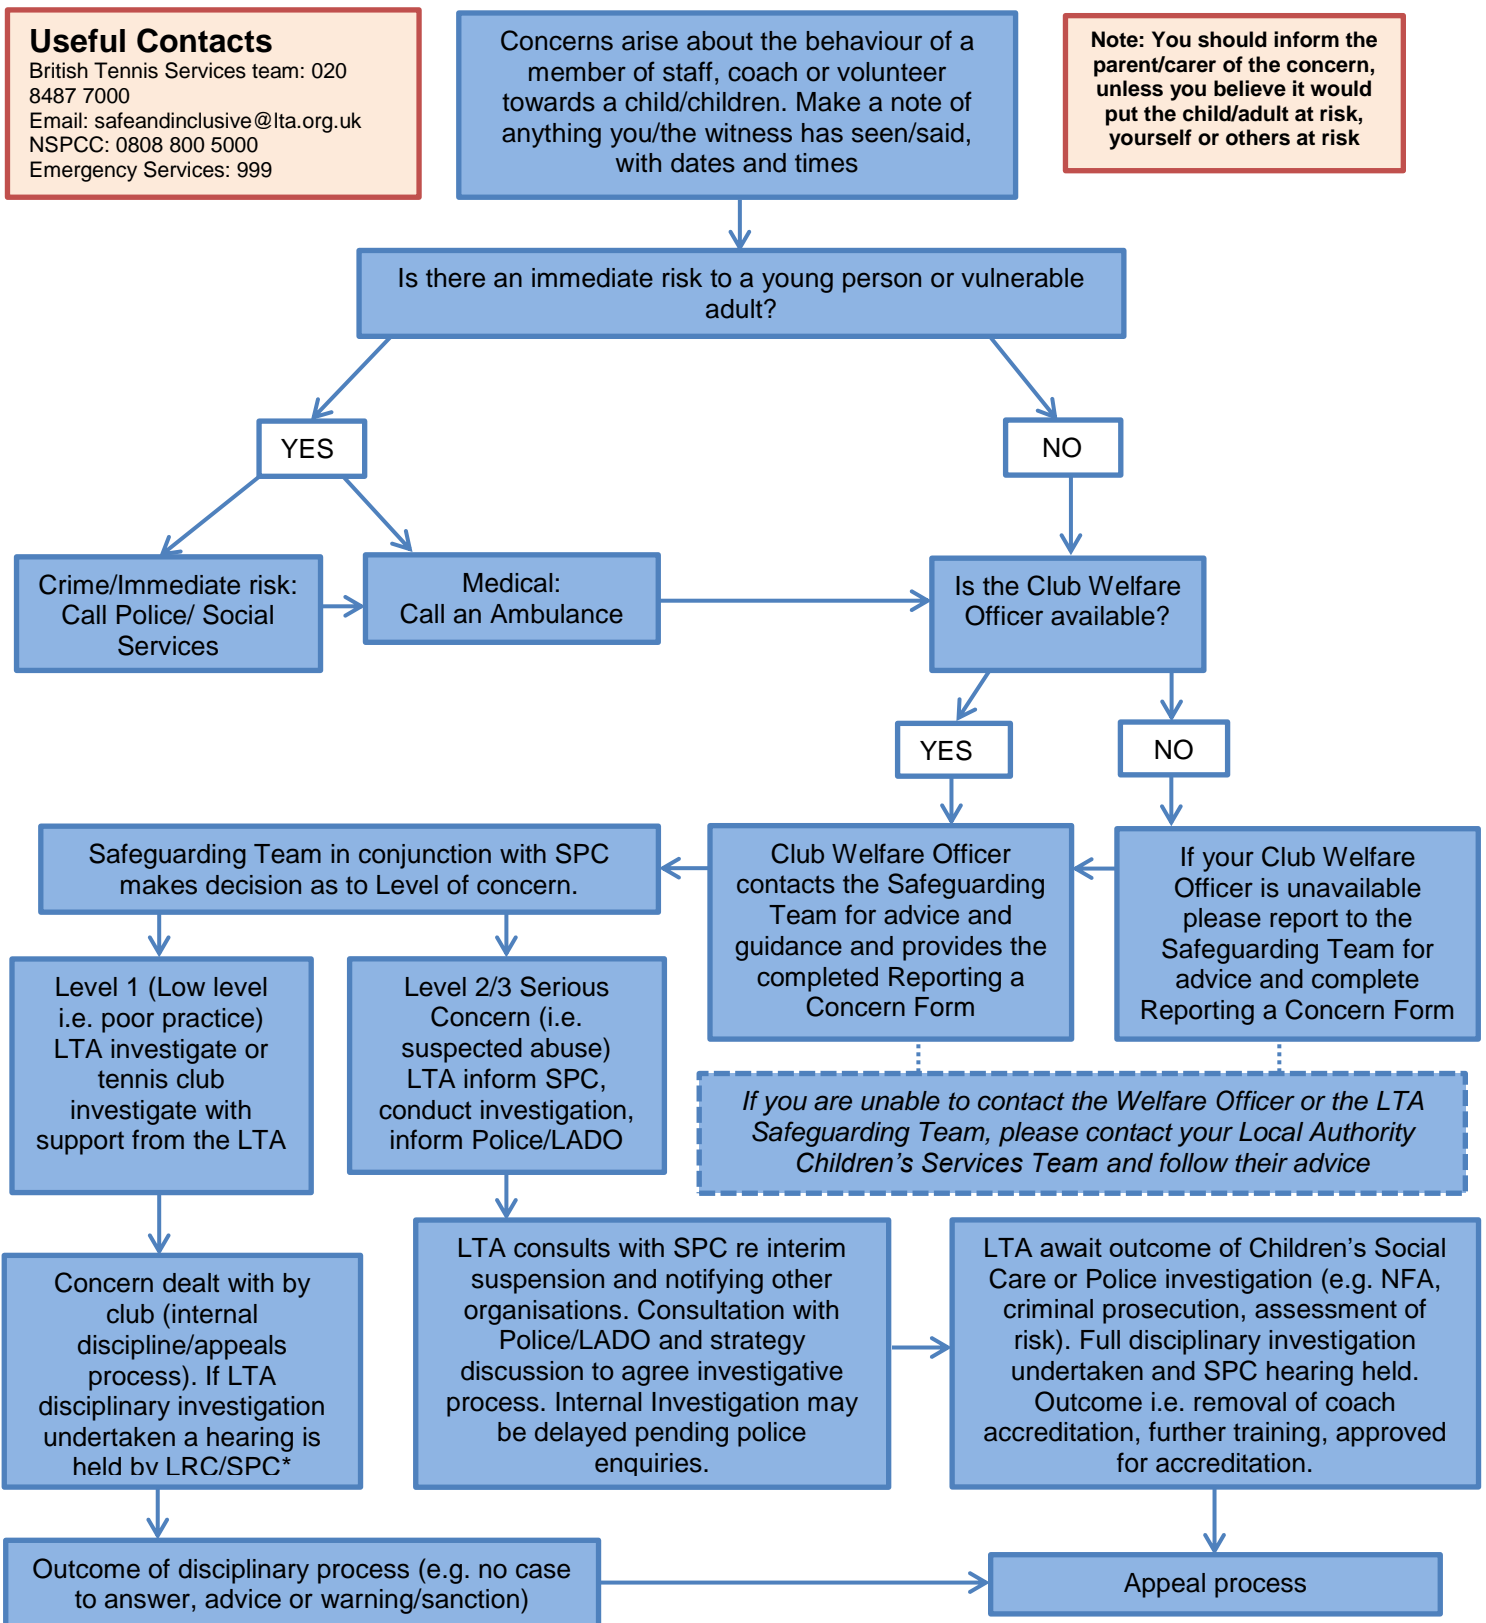 Useful Contacts
British Tennis Services team: 020
8487 7000
Email: safeandinclusive@lta.org.uk
NSPCC: 0808 800 5000
Emergency Services: 999
Concerns arise about the behaviour of a
member of staff, coach or volunteer
towards a child/children. Make a note of
anything you/the witness has seen/said,
with dates and times
Note: You should inform the
parent/carer of the concern,
unless you believe it would
put the child/adult at risk,
yourself or others at risk
Is there an immediate risk to a young person or vulnerable
adult?
YES
NO
Crime/Immediate risk:
Call Police/ Social
Services
Medical:
Call an Ambulance
Is the Club Welfare
Officer available?
YES
NO
Safeguarding Team in conjunction with SPC
makes decision as to Level of concern.
Club Welfare Officer
contacts the Safeguarding
Team for advice and
guidance and provides the
completed Reporting a
Concern Form
If your Club Welfare
Officer is unavailable
please report to the
Safeguarding Team for
advice and complete
Reporting a Concern Form
Level 1 (Low level
i.e. poor practice)
LTA investigate or
tennis club
investigate with
support from the LTA
Level 2/3 Serious
Concern (i.e.
suspected abuse)
LTA inform SPC,
conduct investigation,
inform Police/LADO
If you are unable to contact the Welfare Officer or the LTA
Safeguarding Team, please contact your Local Authority
Children’s Services Team and follow their advice
Concern dealt with by
club (internal
discipline/appeals
process). If LTA
disciplinary investigation
undertaken a hearing is
held by LRC/SPC*
LTA consults with SPC re interim
suspension and notifying other
organisations. Consultation with
Police/LADO and strategy
discussion to agree investigative
process. Internal Investigation may
be delayed pending police
enquiries.
LTA await outcome of Children’s Social
Care or Police investigation (e.g. NFA,
criminal prosecution, assessment of
risk). Full disciplinary investigation
undertaken and SPC hearing held.
Outcome i.e. removal of coach
accreditation, further training, approved
for accreditation.
Outcome of disciplinary process (e.g. no case
to answer, advice or warning/sanction)
Appeal process